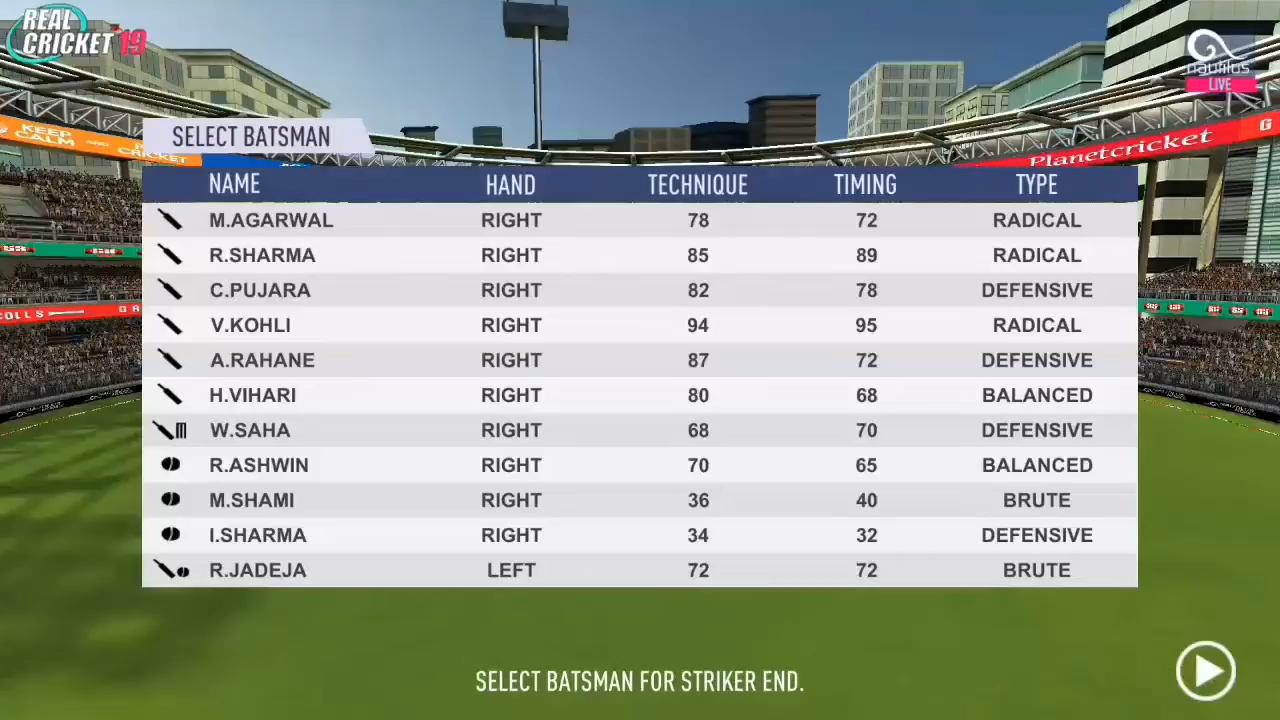 REAL
CRICKET 19
nautilus
LIVE
KEEP
CALM AND
CRICKET
Planetcricket
G
SELECT BATSMAN
NAME HAND TECHNIQUE TIMING TYPE
M.AGARWAL RIGHT 78 72 RADICAL
R.SHARMA RIGHT 85 89 RADICAL
C.PUJARA RIGHT 82 78 DEFENSIVE
V.KOHLI RIGHT 94 95 RADICAL
A.RAHANE RIGHT 87 72 DEFENSIVE
H.VIHARI RIGHT 80 68 BALANCED
W.SAHA RIGHT 68 70 DEFENSIVE
R.ASHWIN RIGHT 70 65 BALANCED
M.SHAMI RIGHT 36 40 BRUTE
I.SHARMA RIGHT 34 32 DEFENSIVE
R.JADEJA LEFT 72 72 BRUTE
SELECT BATSMAN FOR STRIKER END.